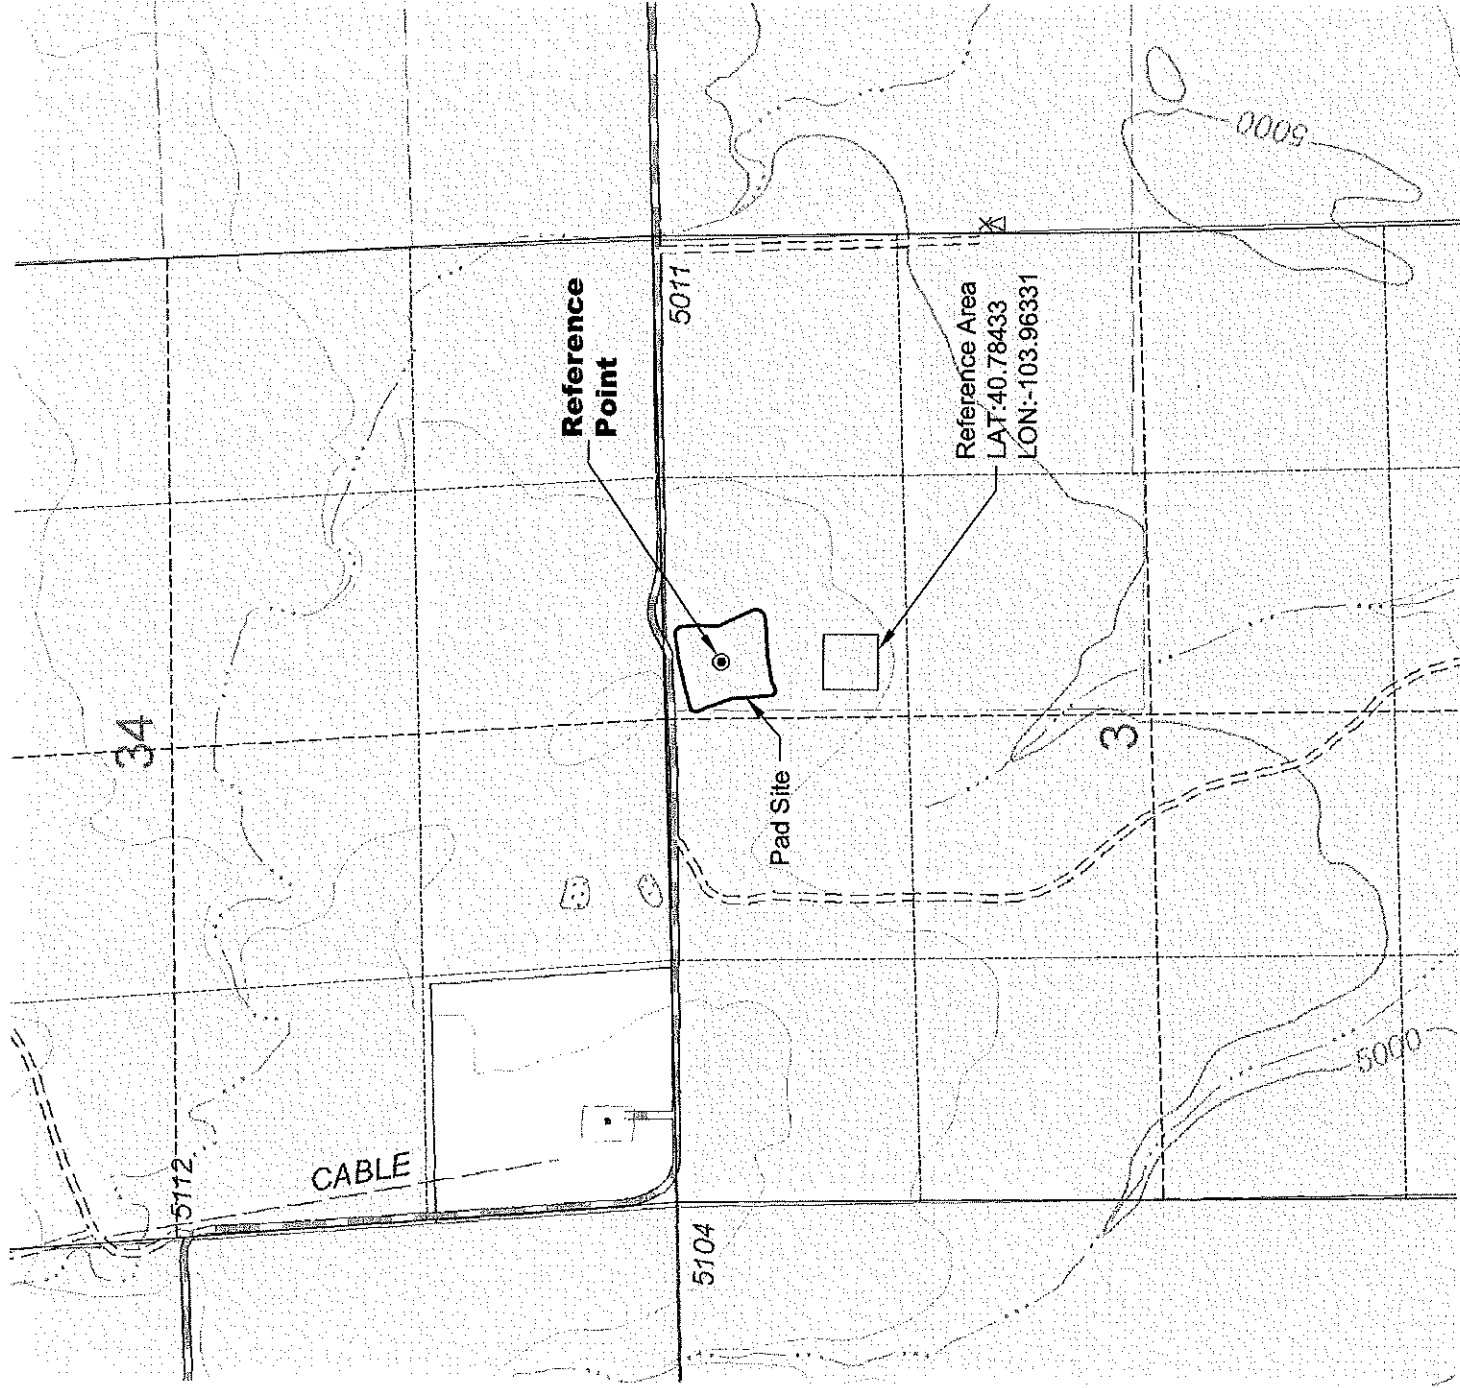 34
5112
CABLE
Reference
Point
5011
5000
Reference Area
LAT:40.78433
LON:-103.96331
Pad Site
3
5104
5000